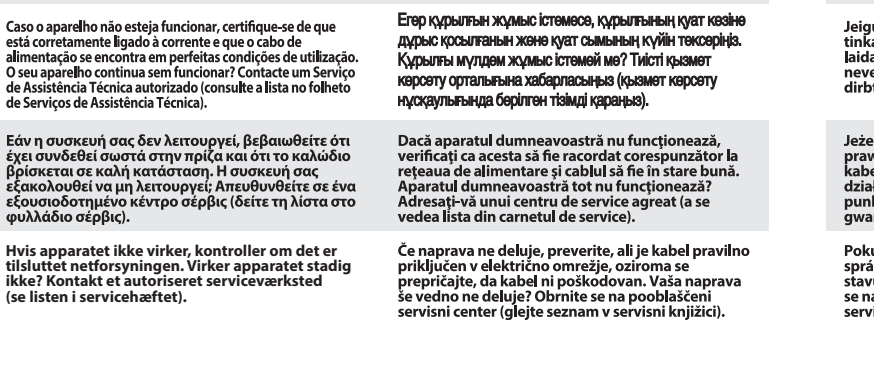 Caso o aparelho não esteja funcionar, certifique-se de que
está corretamente ligado à corrente e que o cabo de
alimentação se encontra em perfeitas condições de utilização.
O seu aparelho continua sem funcionar? Contacte um Serviço
de Assistência Técnica autorizado (consulte a lista no folheto
de Serviços de Assistência Técnica).
Егер құрылғын жұмыс істемесе, құрылғының қуат көзіне
дұрыс қосылғанын және қуат сымының күйін тексеріңіз.
Құрылғы мүлдем жұмыс істемей ме? Тиісті қызмет
көрсету орталығына хабарласыңыз (қызмет көрсету
нұсқаулығында берілген тізімді қараңыз).
Εάν η συσκευή σας δεν λειτουργεί, βεβαιωθείτε ότι
έχει συνδεθεί σωστά στην πρίζα και ότι το καλώδιο
βρίσκεται σε καλή κατάσταση. Η συσκευή σας
εξακολουθεί να μη λειτουργεί; Απευθυνθείτε σε ένα
εξουσιοδοτημένο κέντρο σέρβις (δείτε τη λίστα στο
φυλλάδιο σέρβις).
Dacă aparatul dumneavoastră nu funcţionează,
verificaţi ca acesta să fie racordat corespunzător la
reţeaua de alimentare şi cablul să fie în stare bună.
Aparatul dumneavoastră tot nu funcţionează?
Adresaţi-vă unui centru de service agreat (a se
vedea lista din carnetul de service).
Hvis apparatet ikke virker, kontroller om det er
tilsluttet netforsyningen. Virker apparatet stadig
ikke? Kontakt et autoriseret serviceværksted
(se listen i servicehæftet).
Če naprava ne deluje, preverite, ali je kabel pravilno
priključen v električno omrežje, oziroma se
prepričajte, da kabel ni poškodovan. Vaša naprava
še vedno ne deluje? Obrnite se na pooblaščeni
servisni center (glejte seznam v servisni knjižici).